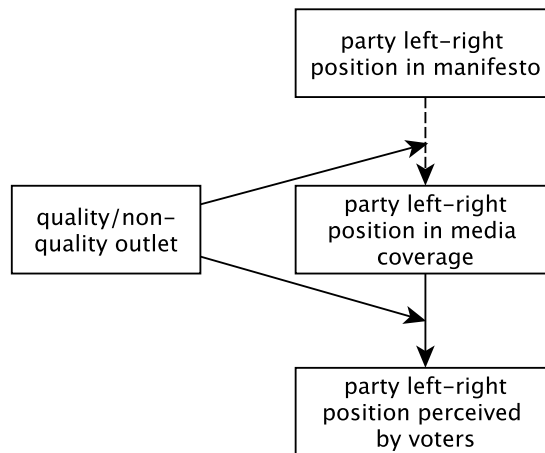 party left–right
position in manifesto
quality/non-
quality outlet
party left–right
position in media
coverage
party left–right
position perceived
by voters